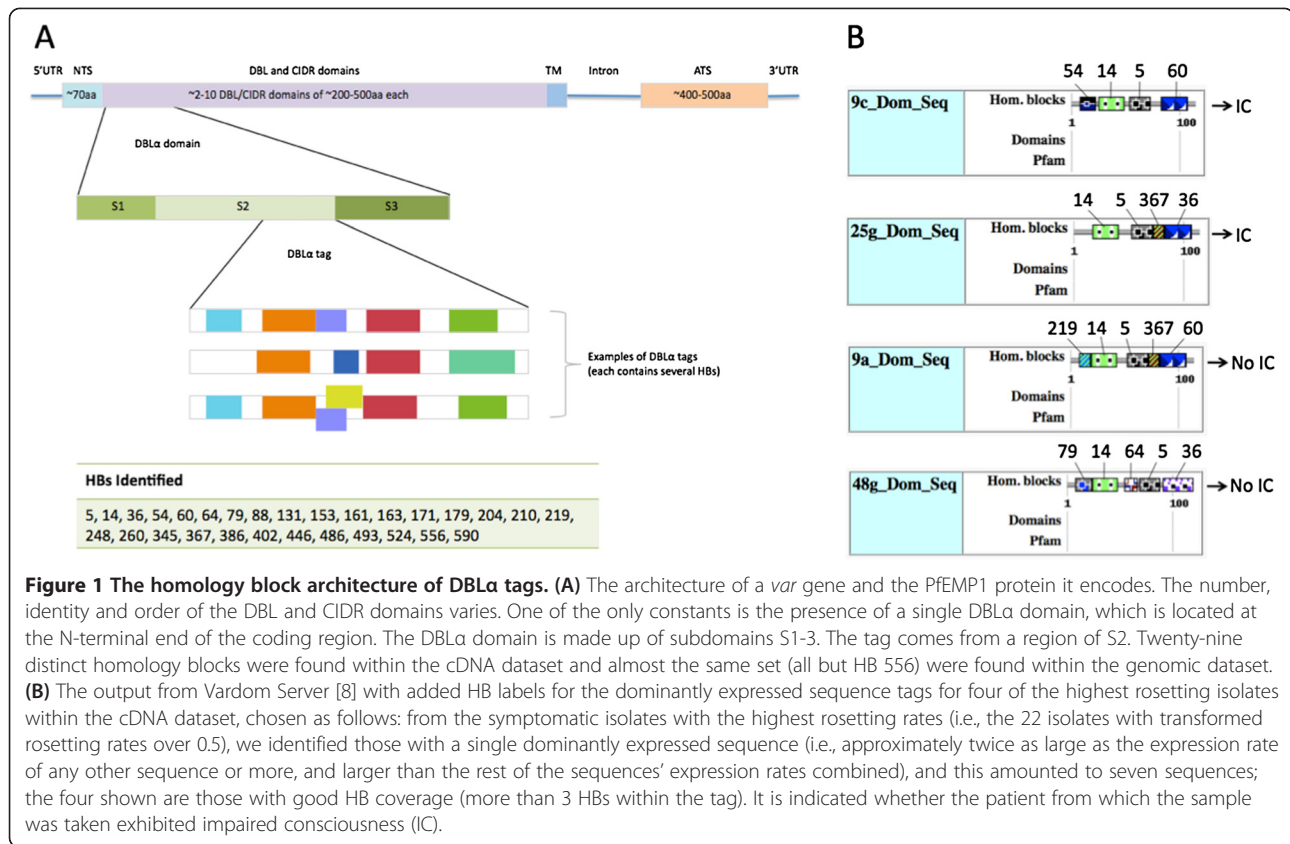 A
5'UTR NTS DBL and CIDR domains TM Intron ATS 3'UTR
~70aa ~2-10 DBL/CIDR domains of ~200-500aa each ~400-500aa
DBLα domain
S1 S2 S3
DBLα tag
Examples of DBLα tags
(each contains several HBs)
HBs Identified
5, 14, 36, 54, 60, 64, 79, 88, 131, 153, 161, 163, 171, 179, 204, 210, 219,
248, 260, 345, 367, 386, 402, 446, 486, 493, 524, 556, 590
B
54 14 5 60
9c_Dom_Seq Hom. blocks → IC
1 100
Domains
Pfam
14 5 367 36
25g_Dom_Seq Hom. blocks → IC
1 100
Domains
Pfam
219 14 5 367 60
9a_Dom_Seq Hom. blocks → No IC
1 100
Domains
Pfam
79 14 64 5 36
48g_Dom_Seq Hom. blocks → No IC
1 100
Domains
Pfam
Figure 1 The homology block architecture of DBLα tags. (A) The architecture of a var gene and the PfEMP1 protein it encodes. The number,
identity and order of the DBL and CIDR domains varies. One of the only constants is the presence of a single DBLα domain, which is located at
the N-terminal end of the coding region. The DBLα domain is made up of subdomains S1-3. The tag comes from a region of S2. Twenty-nine
distinct homology blocks were found within the cDNA dataset and almost the same set (all but HB 556) were found within the genomic dataset.
(B) The output from Vardom Server [8] with added HB labels for the dominantly expressed sequence tags for four of the highest rosetting isolates
within the cDNA dataset, chosen as follows: from the symptomatic isolates with the highest rosetting rates (i.e., the 22 isolates with transformed
rosetting rates over 0.5), we identified those with a single dominantly expressed sequence (i.e., approximately twice as large as the expression rate
of any other sequence or more, and larger than the rest of the sequences' expression rates combined), and this amounted to seven sequences;
the four shown are those with good HB coverage (more than 3 HBs within the tag). It is indicated whether the patient from which the sample
was taken exhibited impaired consciousness (IC).